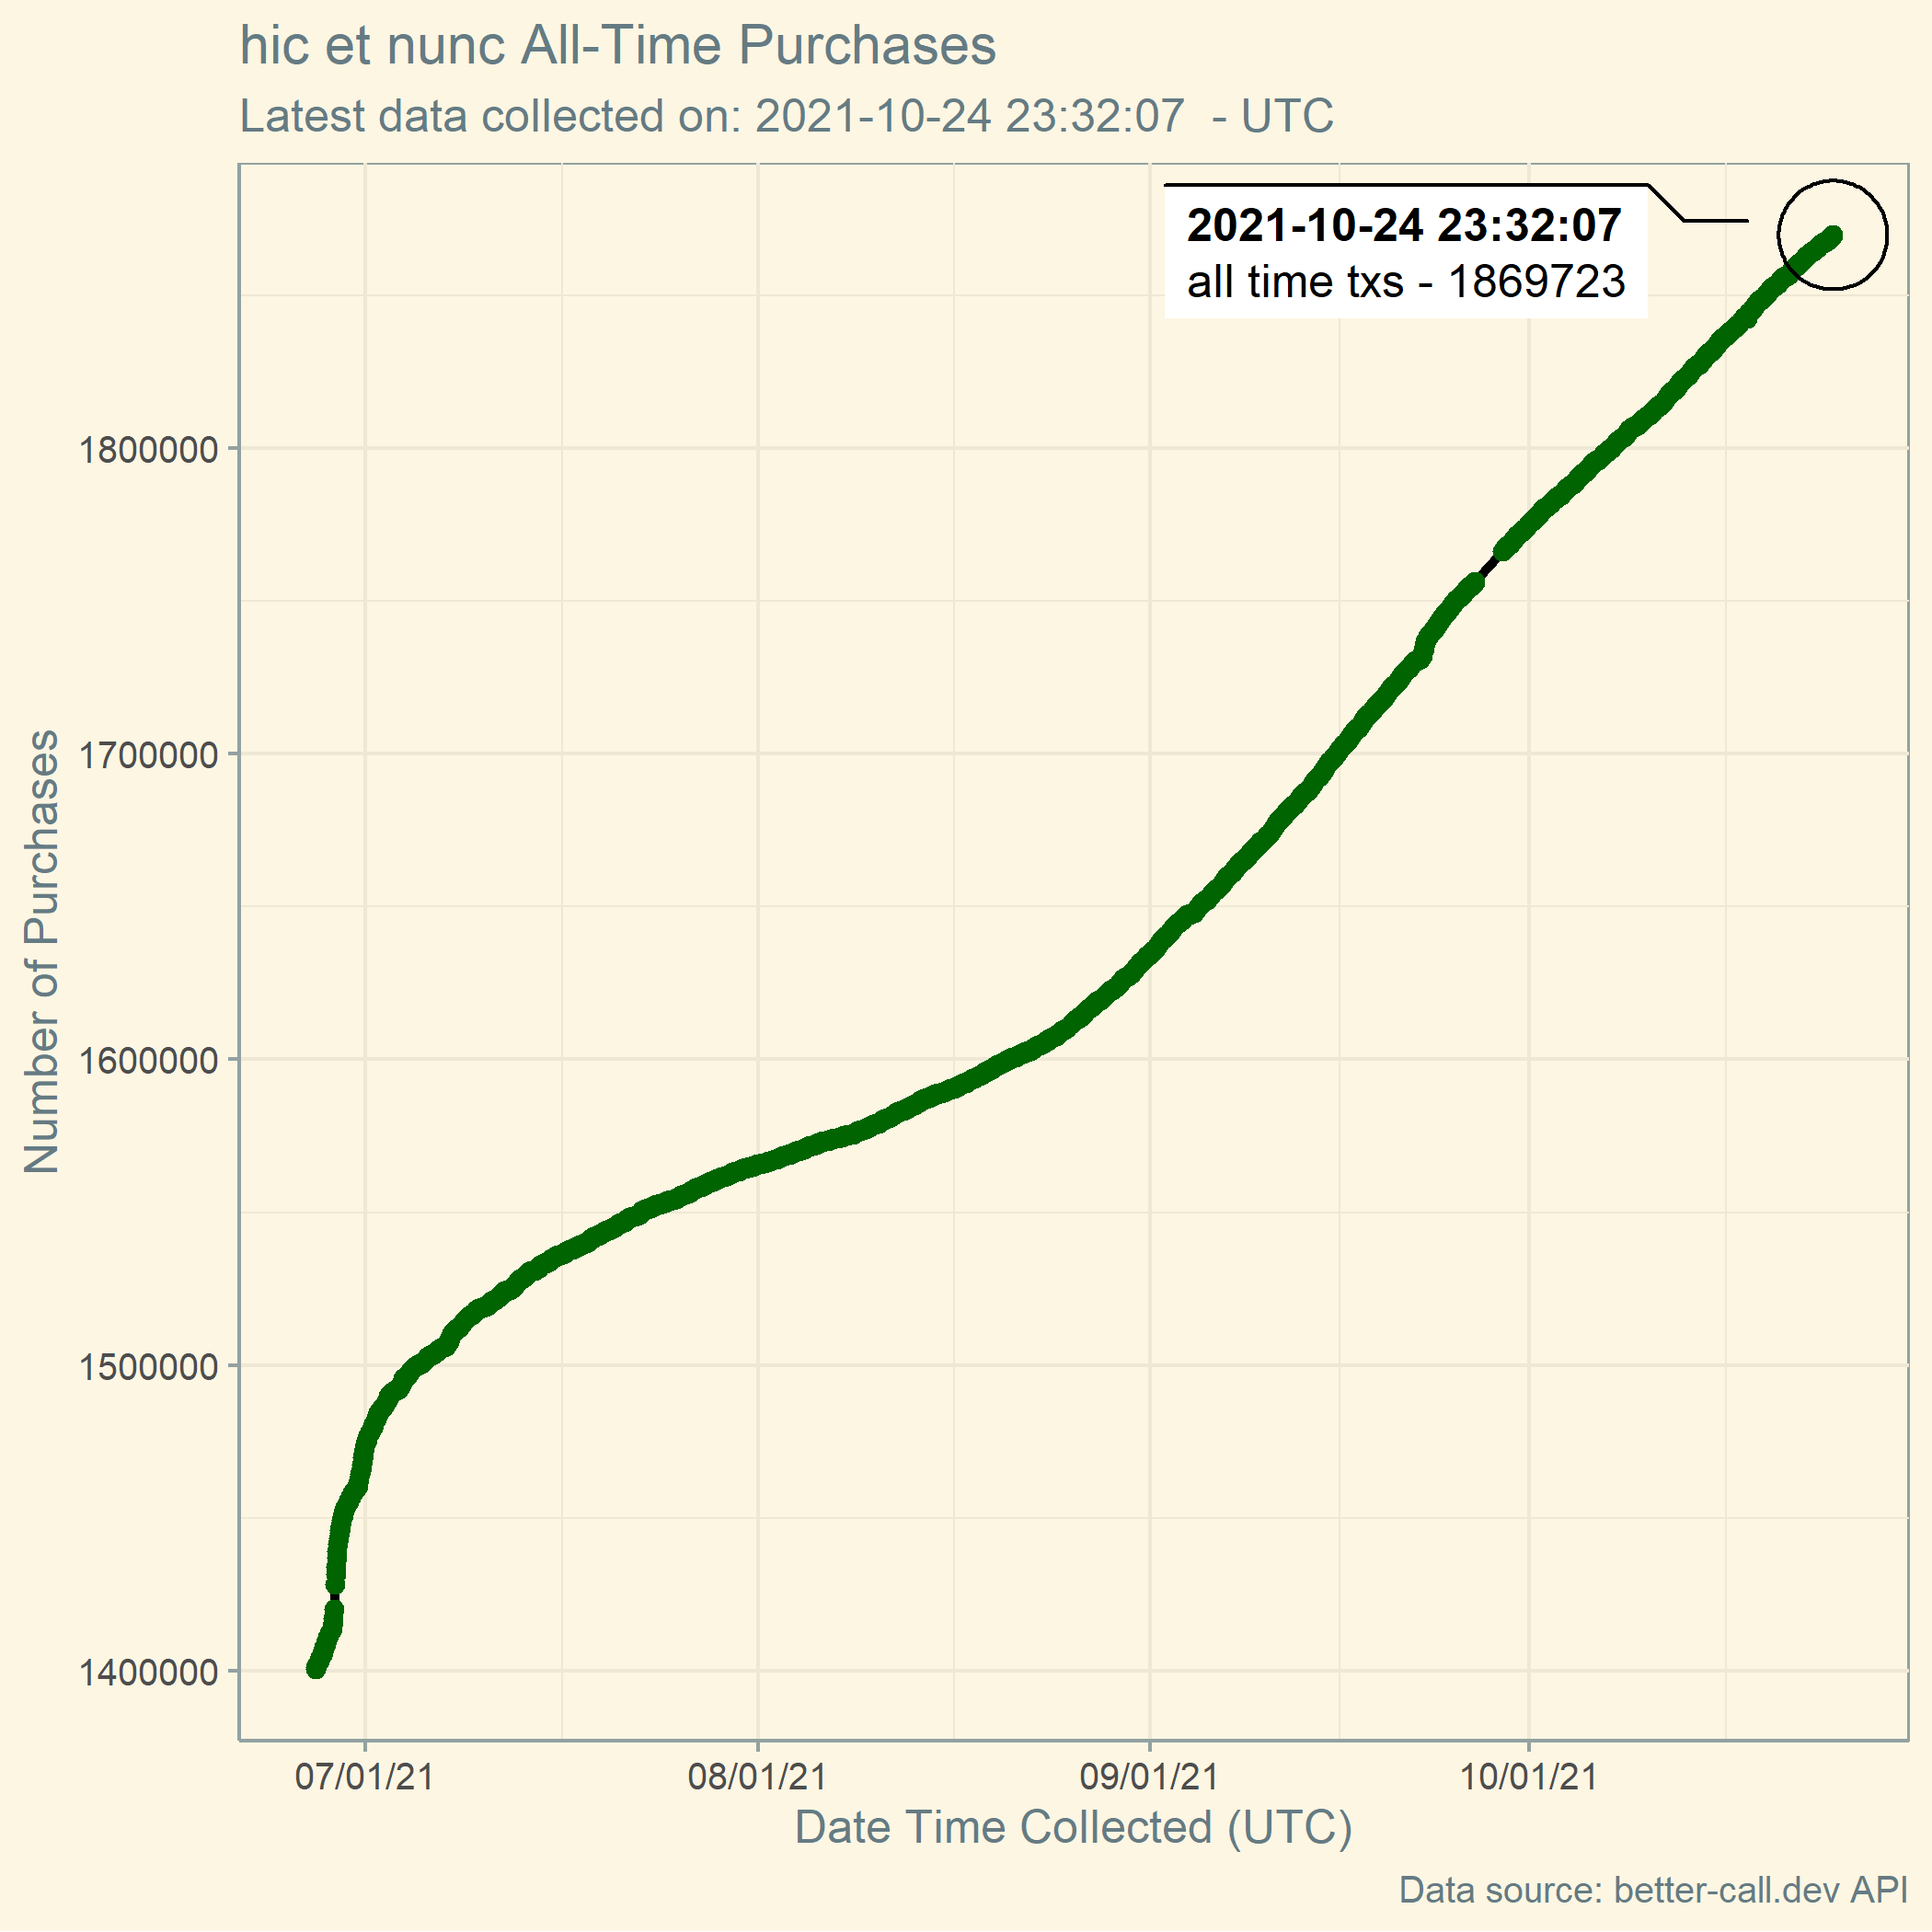 hic et nunc All-Time Purchases
Latest data collected on: 2021-10-24 23:32:07  - UTC
2021-10-24 23:32:07
all time txs - 1869723
Number of Purchases
1800000
1700000
1600000
1500000
1400000
07/01/21 08/01/21 09/01/21 10/01/21
Date Time Collected (UTC)
Data source: better-call.dev API